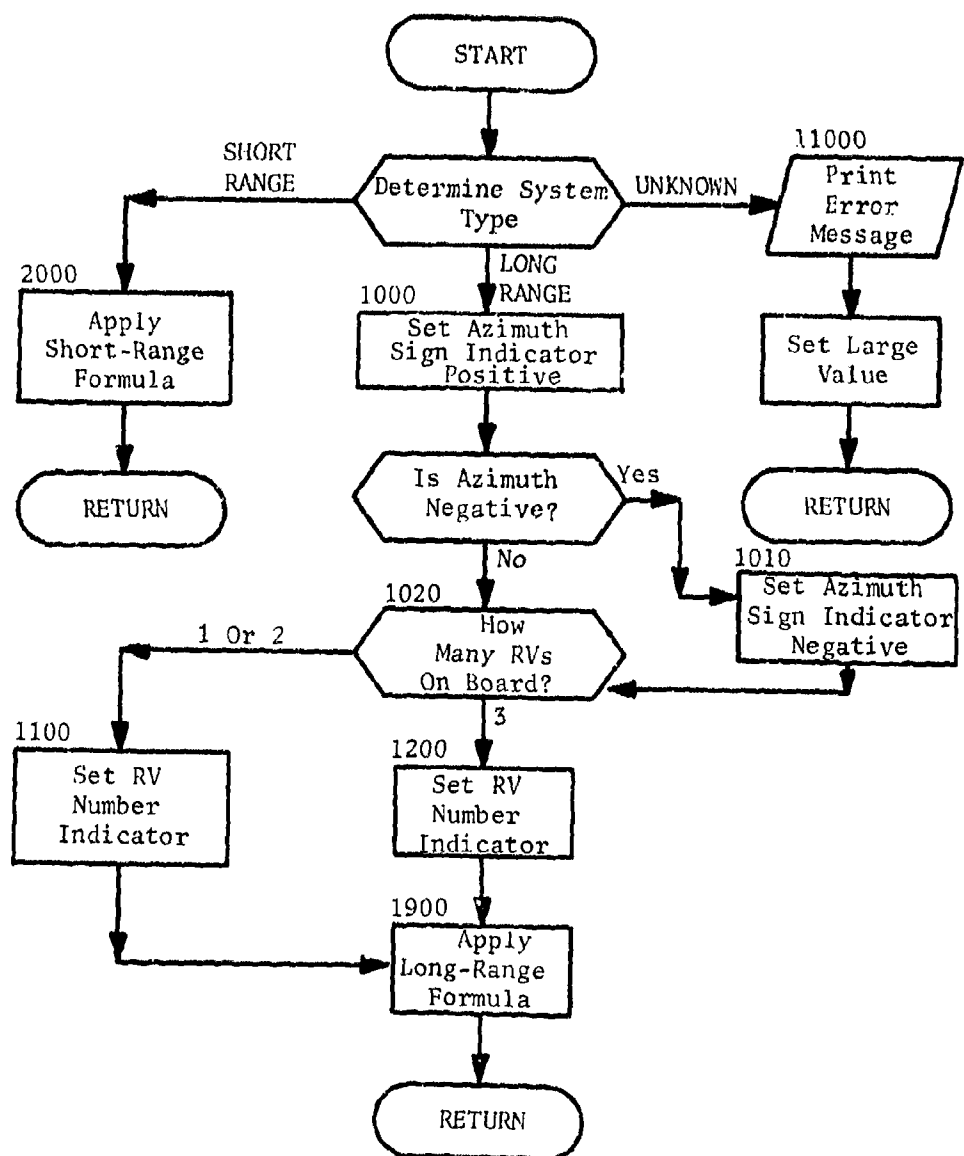 START
SHORT
RANGE
Determine System
Type
UNKNOWN
11000
Print
Error
Message
LONG
RANGE
2000
Apply
Short-Range
Formula
1000
Set Azimuth
Sign Indicator
Positive
Set Large
Value
RETURN
Is Azimuth
Negative?
Yes
No
RETURN
1010
Set Azimuth
Sign Indicator
Negative
1020
How
Many RVs
On Board?
1 Or 2
3
1100
Set RV
Number
Indicator
1200
Set RV
Number
Indicator
1900
Apply
Long-Range
Formula
RETURN